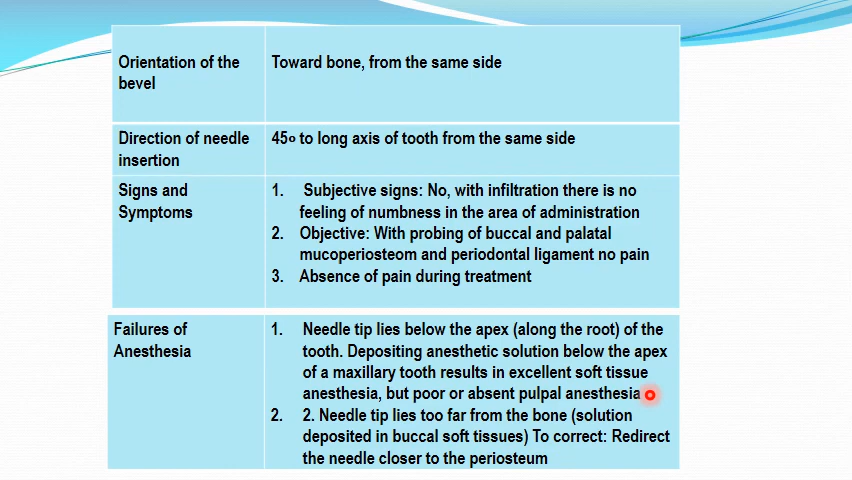 Orientation of the
bevel
Toward bone, from the same side
Direction of needle
insertion
45o to long axis of tooth from the same side
Signs and
Symptoms
1. Subjective signs: No, with infiltration there is no
feeling of numbness in the area of administration
2. Objective: With probing of buccal and palatal
mucoperiosteom and periodontal ligament no pain
3. Absence of pain during treatment
Failures of
Anesthesia
1. Needle tip lies below the apex (along the root) of the
tooth. Depositing anesthetic solution below the apex
of a maxillary tooth results in excellent soft tissue
anesthesia, but poor or absent pulpal anesthesia
2. 2. Needle tip lies too far from the bone (solution
deposited in buccal soft tissues) To correct: Redirect
the needle closer to the periosteum